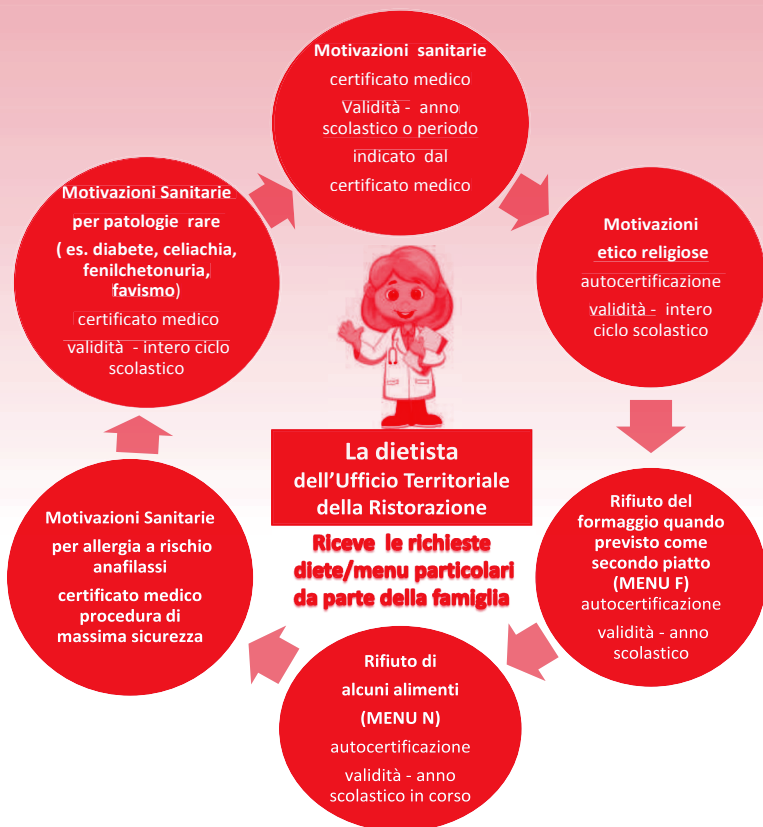 Motivazioni sanitarie
certificato medico
Validità - anno
scolastico o periodo
indicato dal
certificato medico
Motivazioni
etico religiose
autocertificazione
validità - intero
ciclo scolastico
Rifiuto del
formaggio quando
previsto come
secondo piatto
(MENU F)
autocertificazione
validità - anno
scolastico
Rifiuto di
alcuni alimenti
(MENU N)
autocertificazione
validità - anno
scolastico in corso
Motivazioni Sanitarie
per allergia a rischio
anafilassi
certificato medico
procedura di
massima sicurezza
Motivazioni Sanitarie
per patologie rare
( es. diabete, celiachia,
fenilchetonuria,
favismo)
certificato medico
validità - intero ciclo
scolastico
La dietista
dell'Ufficio Territoriale
della Ristorazione
Riceve le richieste
diete/menu particolari
da parte della famiglia